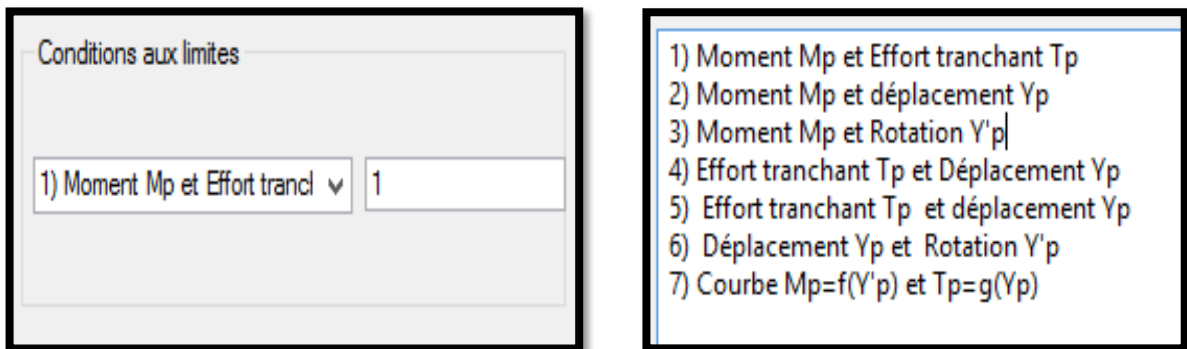 Conditions aux limites
1) Moment Mp et Effort trancl
1
1) Moment Mp et Effort tranchant Tp
2) Moment Mp et déplacement Yp
3) Moment Mp et Rotation Y'p
4) Effort tranchant Tp et Déplacement Yp
5) Effort tranchant Tp et déplacement Yp
6) Déplacement Yp et Rotation Y'p
7) Courbe Mp=f(Y'p) et Tp=g(Yp)